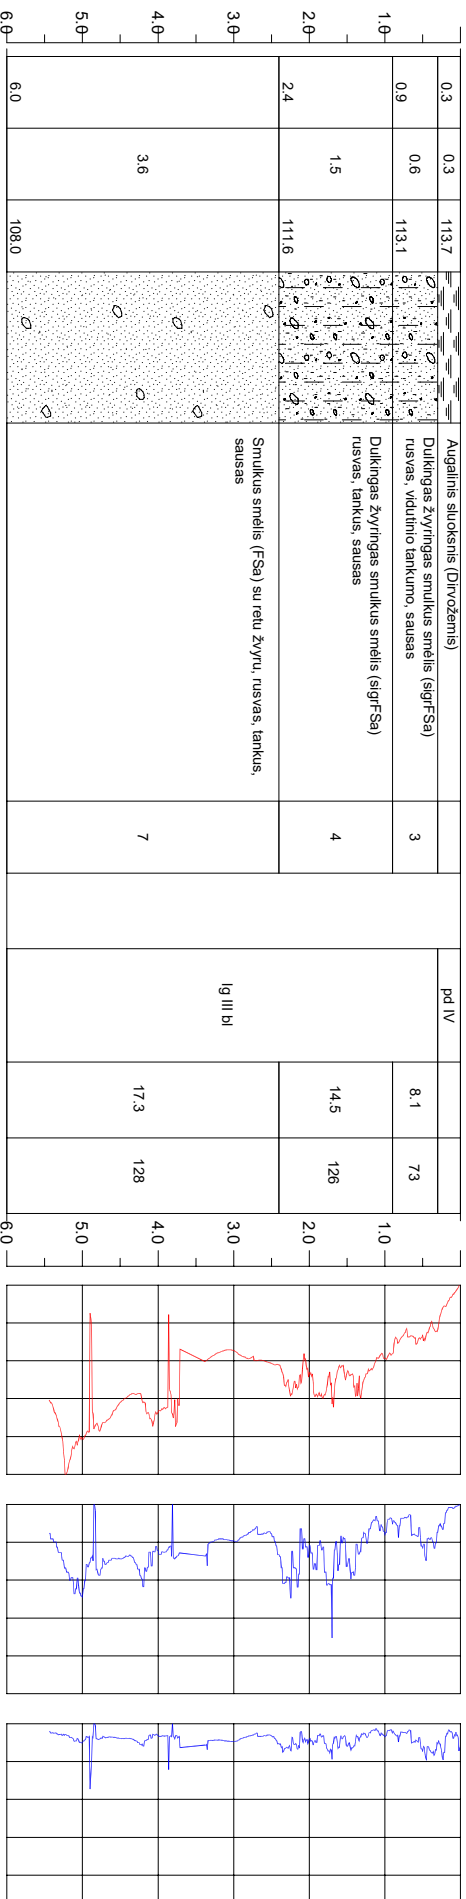 1.0
2.0
3.0
4.0
5.0
6.0
0.3 0.3 113.7 Augalinis sluoksnis (Dirvožemis) pd IV
0.9 0.6 113.1 Dulkingas žvyringas smulkus smėlis (sigrFSa)
rusvas, vidutinio tankumo, sausas
3 8.1 73
2.4 1.5 111.6 Dulkingas žvyringas smulkus smėlis (sigrFSa)
rusvas, tankus, sausas
4 14.5 126
lg III bl
6.0 3.6 108.0 Smulkus smėlis (FSa) su retu žvyru, rusvas, tankus,
sausas
7 17.3 128
1.0
2.0
3.0
4.0
5.0
6.0